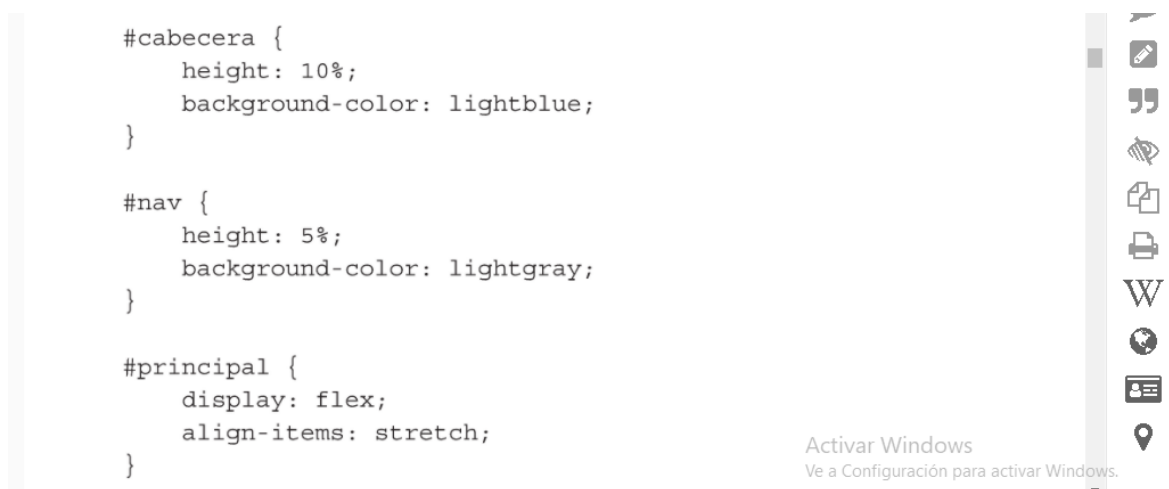 #cabecera {
height: 10%;
background-color: lightblue;
}
#nav {
height: 5%;
background-color: lightgray;
}
#principal {
display: flex;
align-items: stretch;
}
Activar Windows
Ve a Configuración para activar Windows.
W